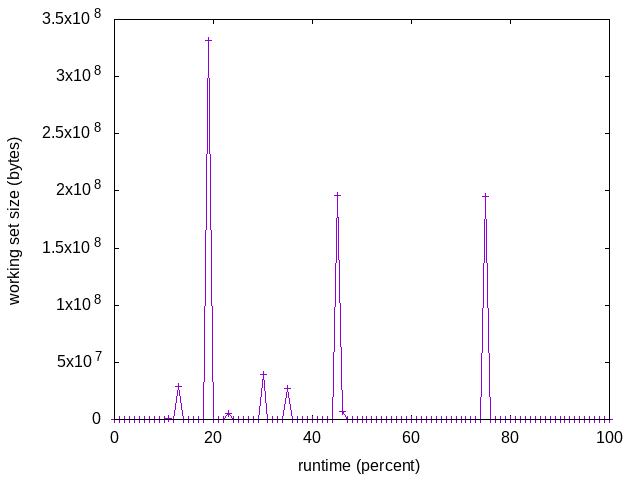 3.5x10^8
3x10^8
2.5x10^8
2x10^8
1.5x10^8
1x10^8
5x10^7
0
0 20 40 60 80 100
working set size (bytes)
runtime (percent)